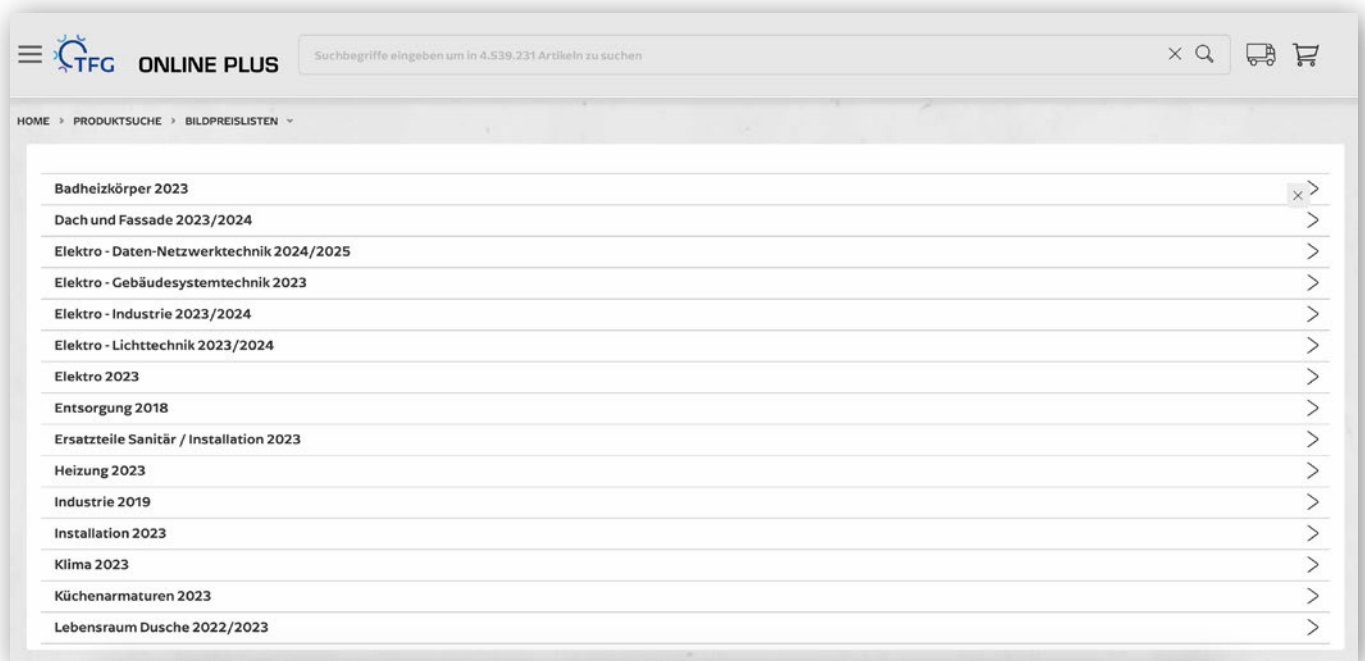 TFG ONLINE PLUS
Suchbegriffe eingeben um in 4.539.231 Artikeln zu suchen
HOME > PRODUKTSUCHE > BILDPREISLISTEN
Badheizkörper 2023
Dach und Fassade 2023/2024
Elektro - Daten-Netzwerktechnik 2024/2025
Elektro - Gebäudesystemtechnik 2023
Elektro - Industrie 2023/2024
Elektro - Lichttechnik 2023/2024
Elektro 2023
Entsorgung 2018
Ersatzteile Sanitär / Installation 2023
Heizung 2023
Industrie 2019
Installation 2023
Klima 2023
Küchenarmaturen 2023
Lebensraum Dusche 2022/2023